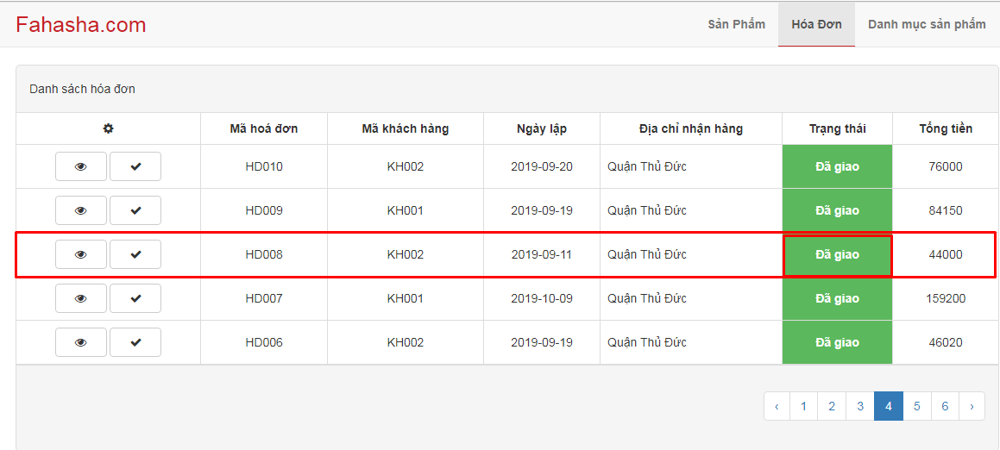 Fahasha.com
Sản Phẩm Hóa Đơn Danh mục sản phẩm
Danh sách hóa đơn
Mã hoá đơn Mã khách hàng Ngày lập Địa chỉ nhận hàng Trạng thái Tổng tiền
HD010 KH002 2019-09-20 Quận Thủ Đức Đã giao 76000
HD009 KH001 2019-09-19 Quận Thủ Đức Đã giao 84150
HD008 KH002 2019-09-11 Quận Thủ Đức Đã giao 44000
HD007 KH001 2019-10-09 Quận Thủ Đức Đã giao 159200
HD006 KH002 2019-09-19 Quận Thủ Đức Đã giao 46020
‹ 1 2 3 4 5 6 ›